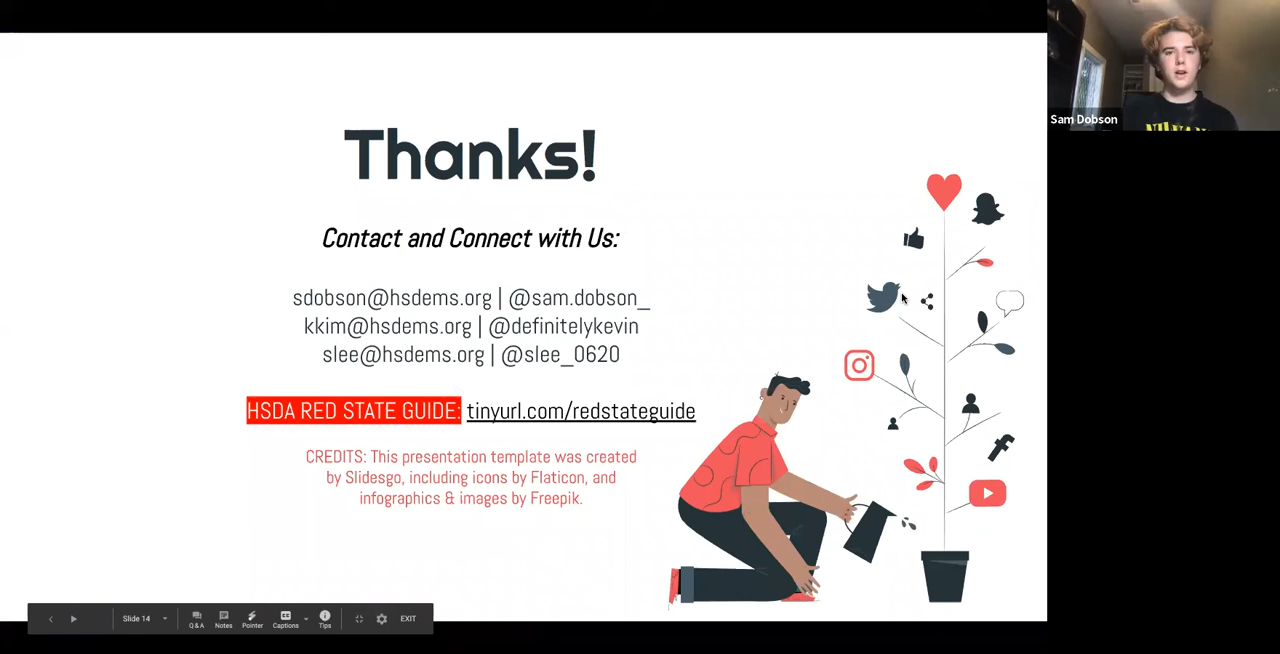 Thanks!
Contact and Connect with Us:
sdobson@hsdems.org | @sam.dobson_
kkim@hsdems.org | @definitelykevin
slee@hsdems.org | @slee_0620
HSDA RED STATE GUIDE: tinyurl.com/redstateguide
CREDITS: This presentation template was created
by Slidesgo, including icons by Flaticon, and
infographics & images by Freepik.
Sam Dobson
Slide 14
Q&A
Notes
Pointer
Captions
Tips
EXIT